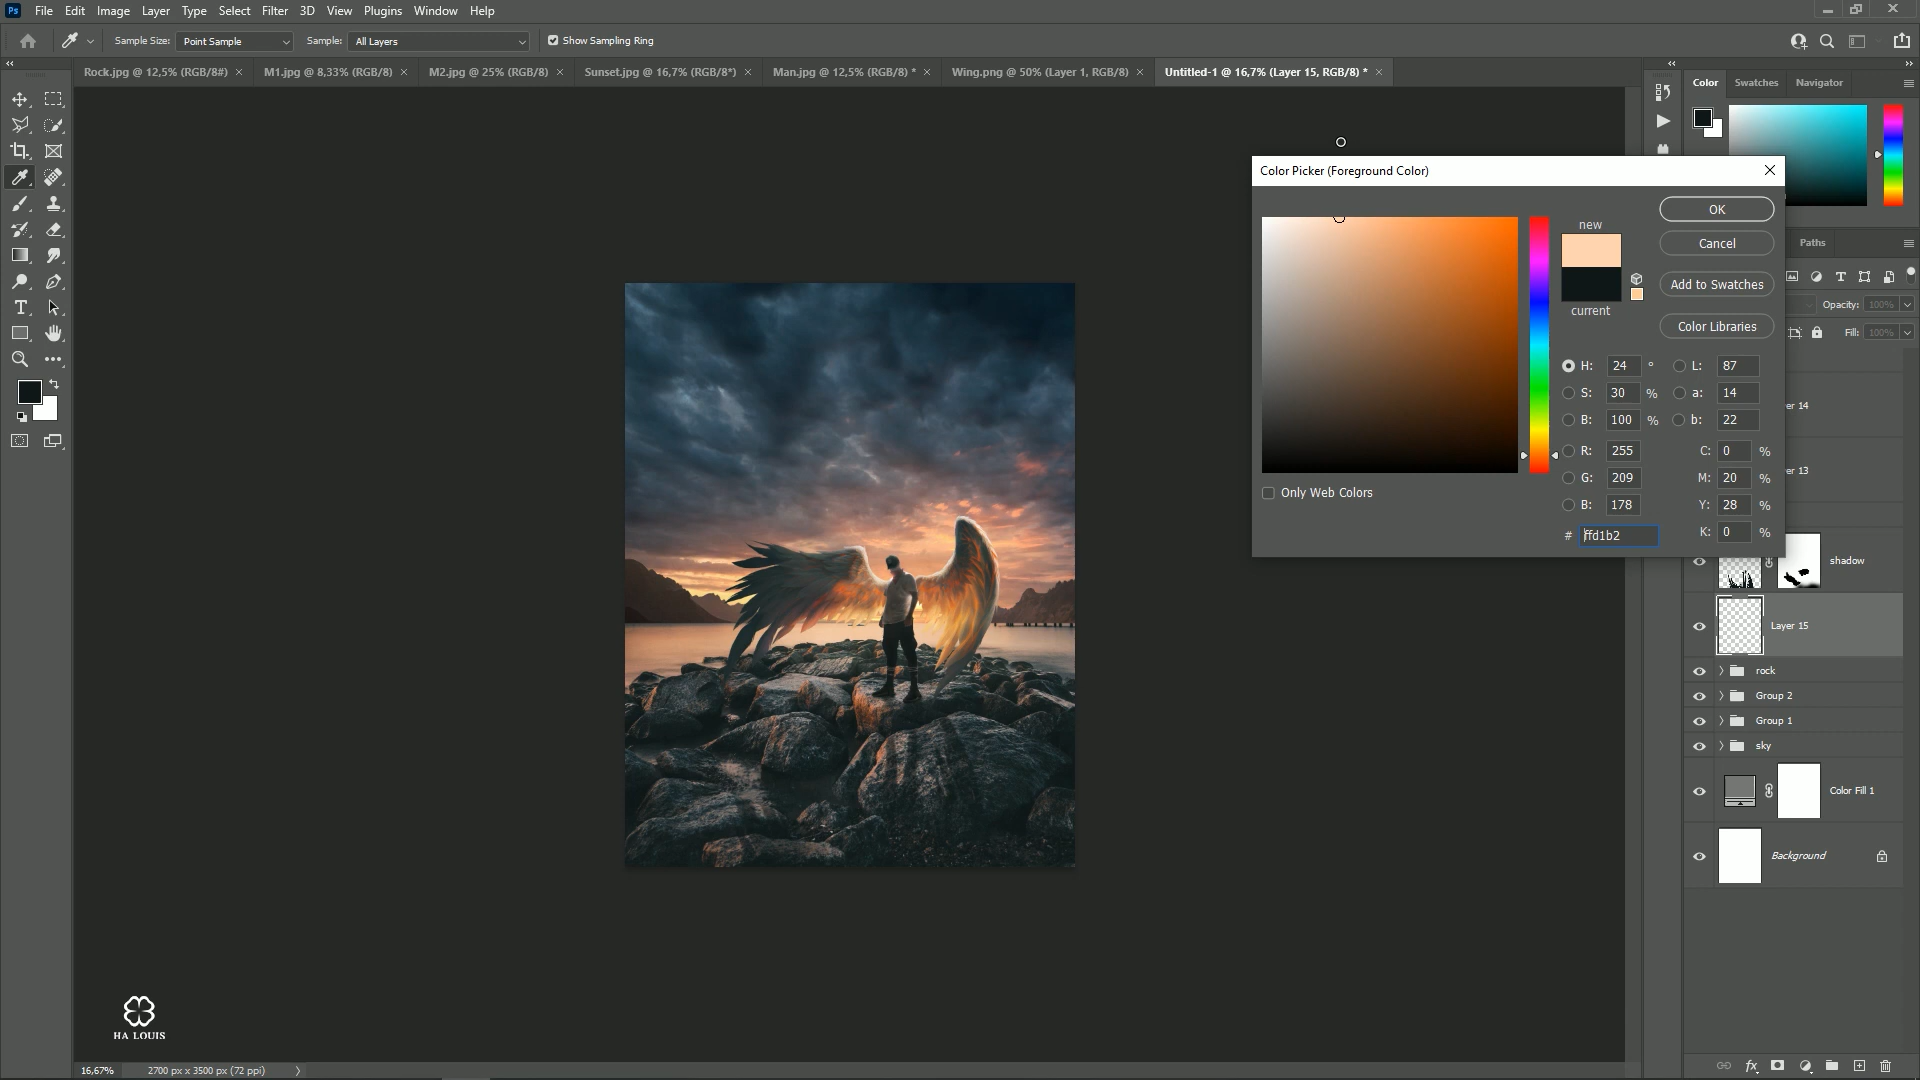 Ps File Edit Image Layer Type Select Filter 3D View Plugins Window Help
Sample Size: Point Sample Sample: All Layers Show Sampling Ring
Rock.jpg @ 12,5% (RGB/8#) M1.jpg @ 8,33% (RGB/8) M2.jpg @ 25% (RGB/8) Sunset.jpg @ 16,7% (RGB/8*) Man.jpg @ 12,5% (RGB/8) * Wing.png @ 50% (Layer 1, RGB/8) Untitled-1 @ 16,7% (Layer 15, RGB/8) *
Color Swatches Navigator
Color Picker (Foreground Color)
new
current
OK
Cancel
Add to Swatches
Color Libraries
H: 24 ° L: 87
S: 30 % a: 14
B: 100 % b: 22
R: 255 C: 0 %
G: 209 M: 20 %
B: 178 Y: 28 %
# ffd1b2 K: 0 %
Only Web Colors
Paths
Opacity: 100%
Fill: 100%
er 14
er 13
shadow
Layer 15
rock
Group 2
Group 1
sky
Color Fill 1
Background
HA LOUIS
16,67% 2700 px x 3500 px (72 ppi)
fx